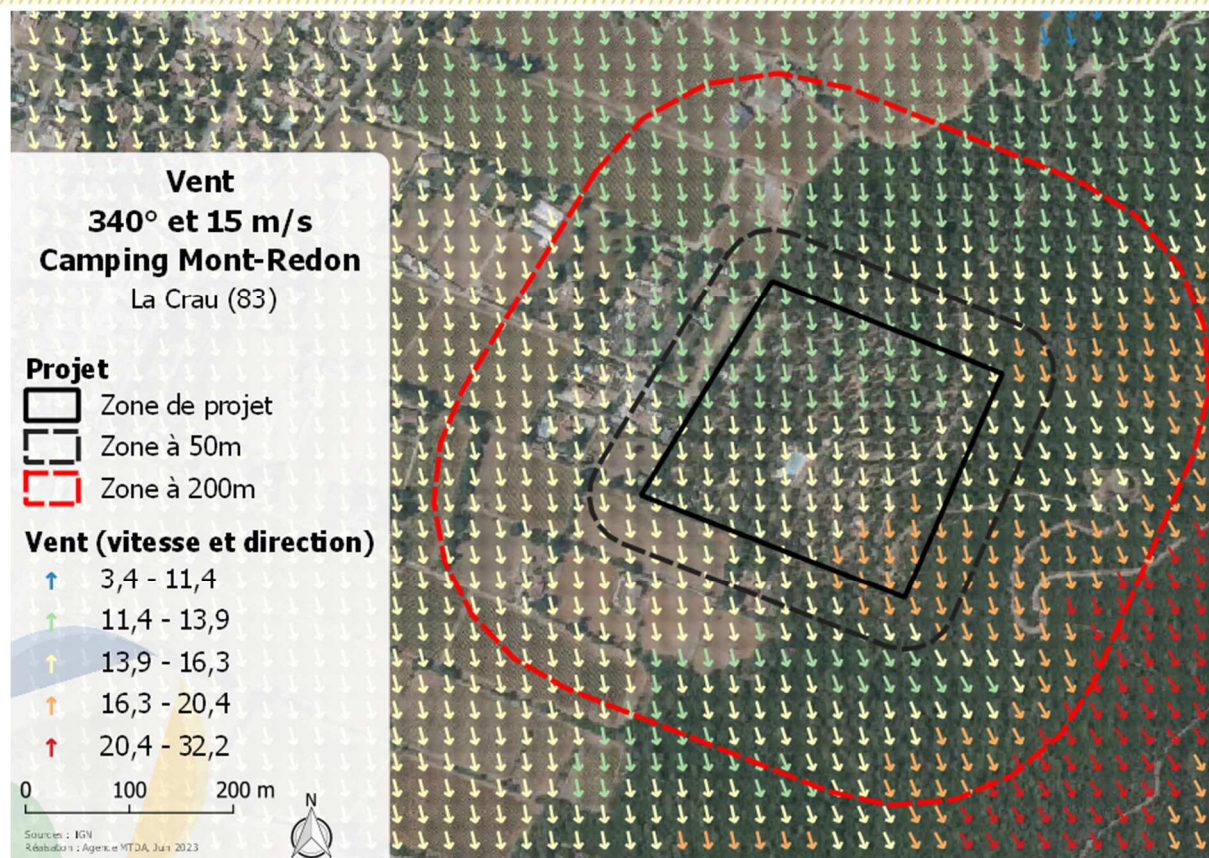 Vent
340° et 15 m/s
Camping Mont-Redon
La Crau (83)
Projet
Zone de projet
Zone à 50m
Zone à 200m
Vent (vitesse et direction)
3,4 - 11,4
11,4 - 13,9
13,9 - 16,3
16,3 - 20,4
20,4 - 32,2
0 100 200 m
N
Sources : IGN
Réalisation : Agence MTDA, Juin 2023